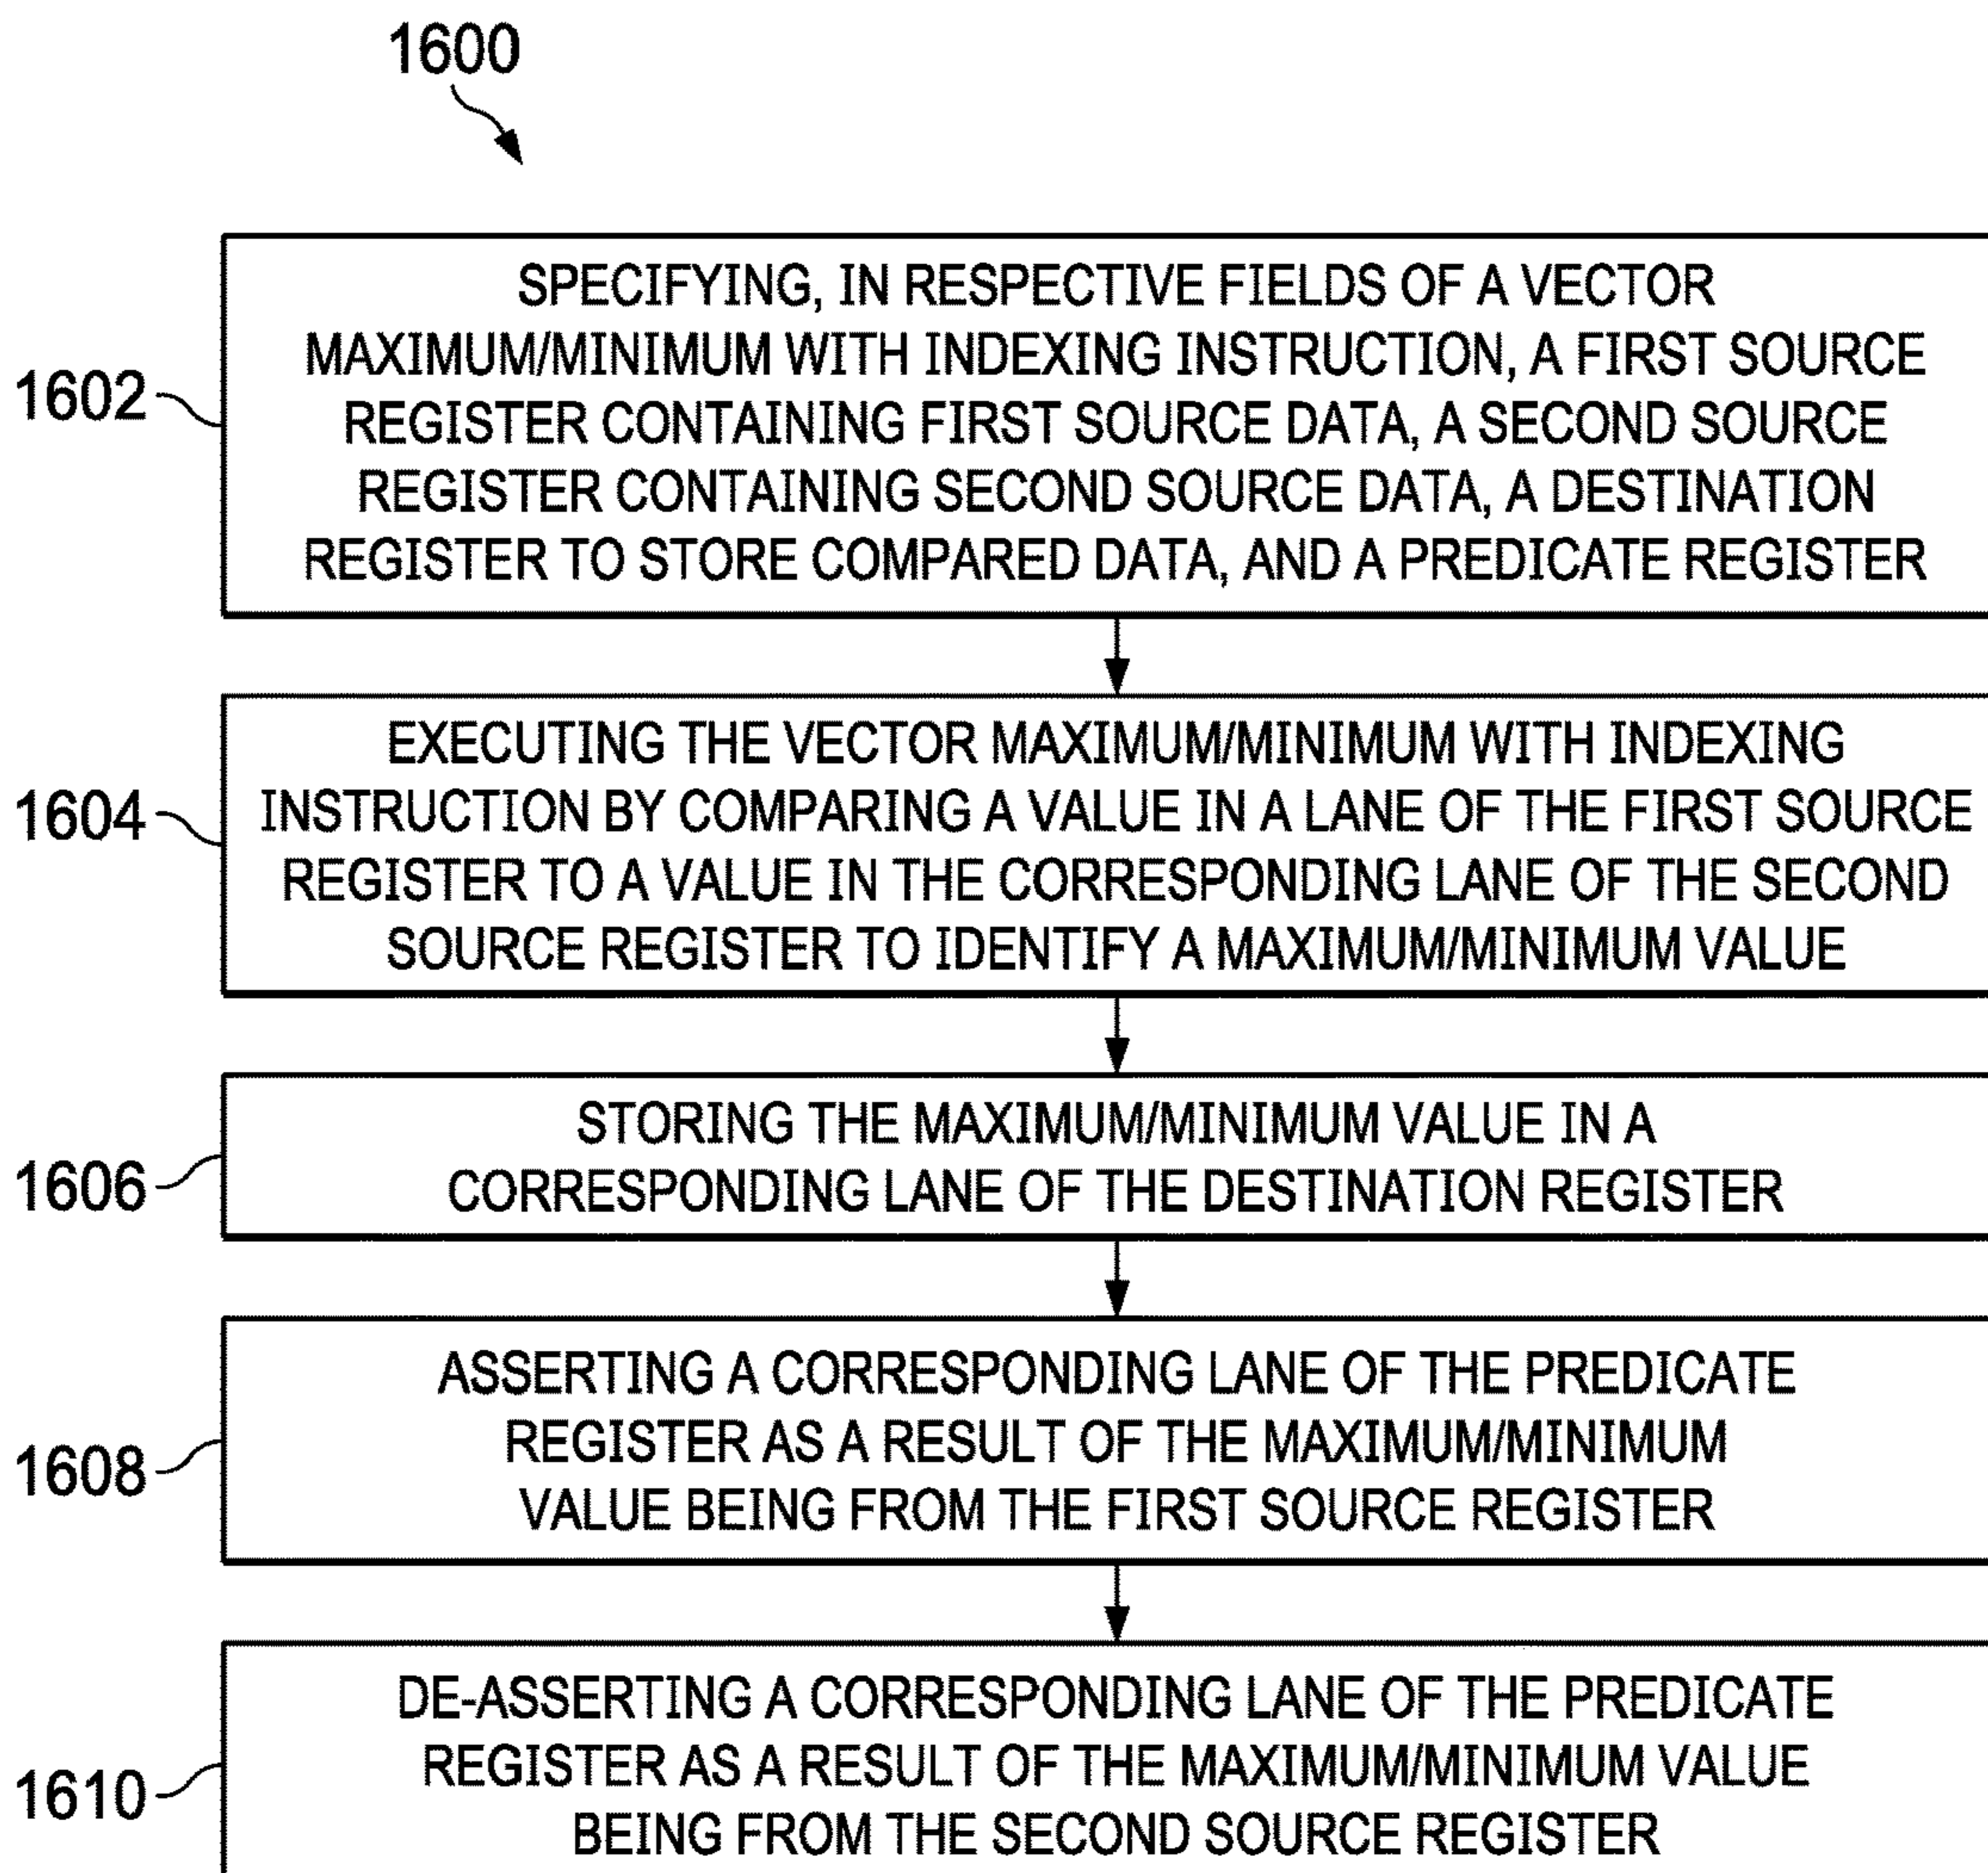 1600
1602
SPECIFYING, IN RESPECTIVE FIELDS OF A VECTOR
MAXIMUM/MINIMUM WITH INDEXING INSTRUCTION, A FIRST SOURCE
REGISTER CONTAINING FIRST SOURCE DATA, A SECOND SOURCE
REGISTER CONTAINING SECOND SOURCE DATA, A DESTINATION
REGISTER TO STORE COMPARED DATA, AND A PREDICATE REGISTER
1604
EXECUTING THE VECTOR MAXIMUM/MINIMUM WITH INDEXING
INSTRUCTION BY COMPARING A VALUE IN A LANE OF THE FIRST SOURCE
REGISTER TO A VALUE IN THE CORRESPONDING LANE OF THE SECOND
SOURCE REGISTER TO IDENTIFY A MAXIMUM/MINIMUM VALUE
1606
STORING THE MAXIMUM/MINIMUM VALUE IN A
CORRESPONDING LANE OF THE DESTINATION REGISTER
1608
ASSERTING A CORRESPONDING LANE OF THE PREDICATE
REGISTER AS A RESULT OF THE MAXIMUM/MINIMUM
VALUE BEING FROM THE FIRST SOURCE REGISTER
1610
DE-ASSERTING A CORRESPONDING LANE OF THE PREDICATE
REGISTER AS A RESULT OF THE MAXIMUM/MINIMUM VALUE
BEING FROM THE SECOND SOURCE REGISTER